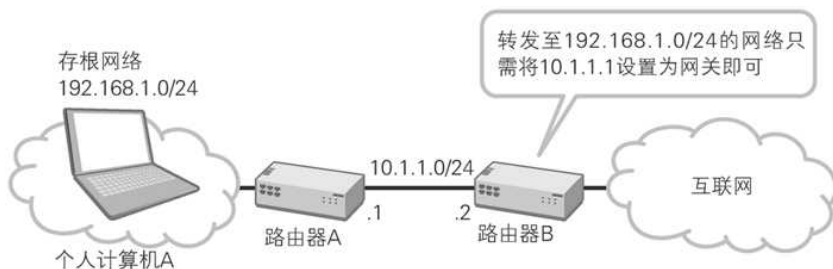 转发至192.168.1.0/24的网络只
需将10.1.1.1设置为网关即可
存根网络
192.168.1.0/24
10.1.1.0/24
互联网
.1
.2
路由器A
路由器B
个人计算机A